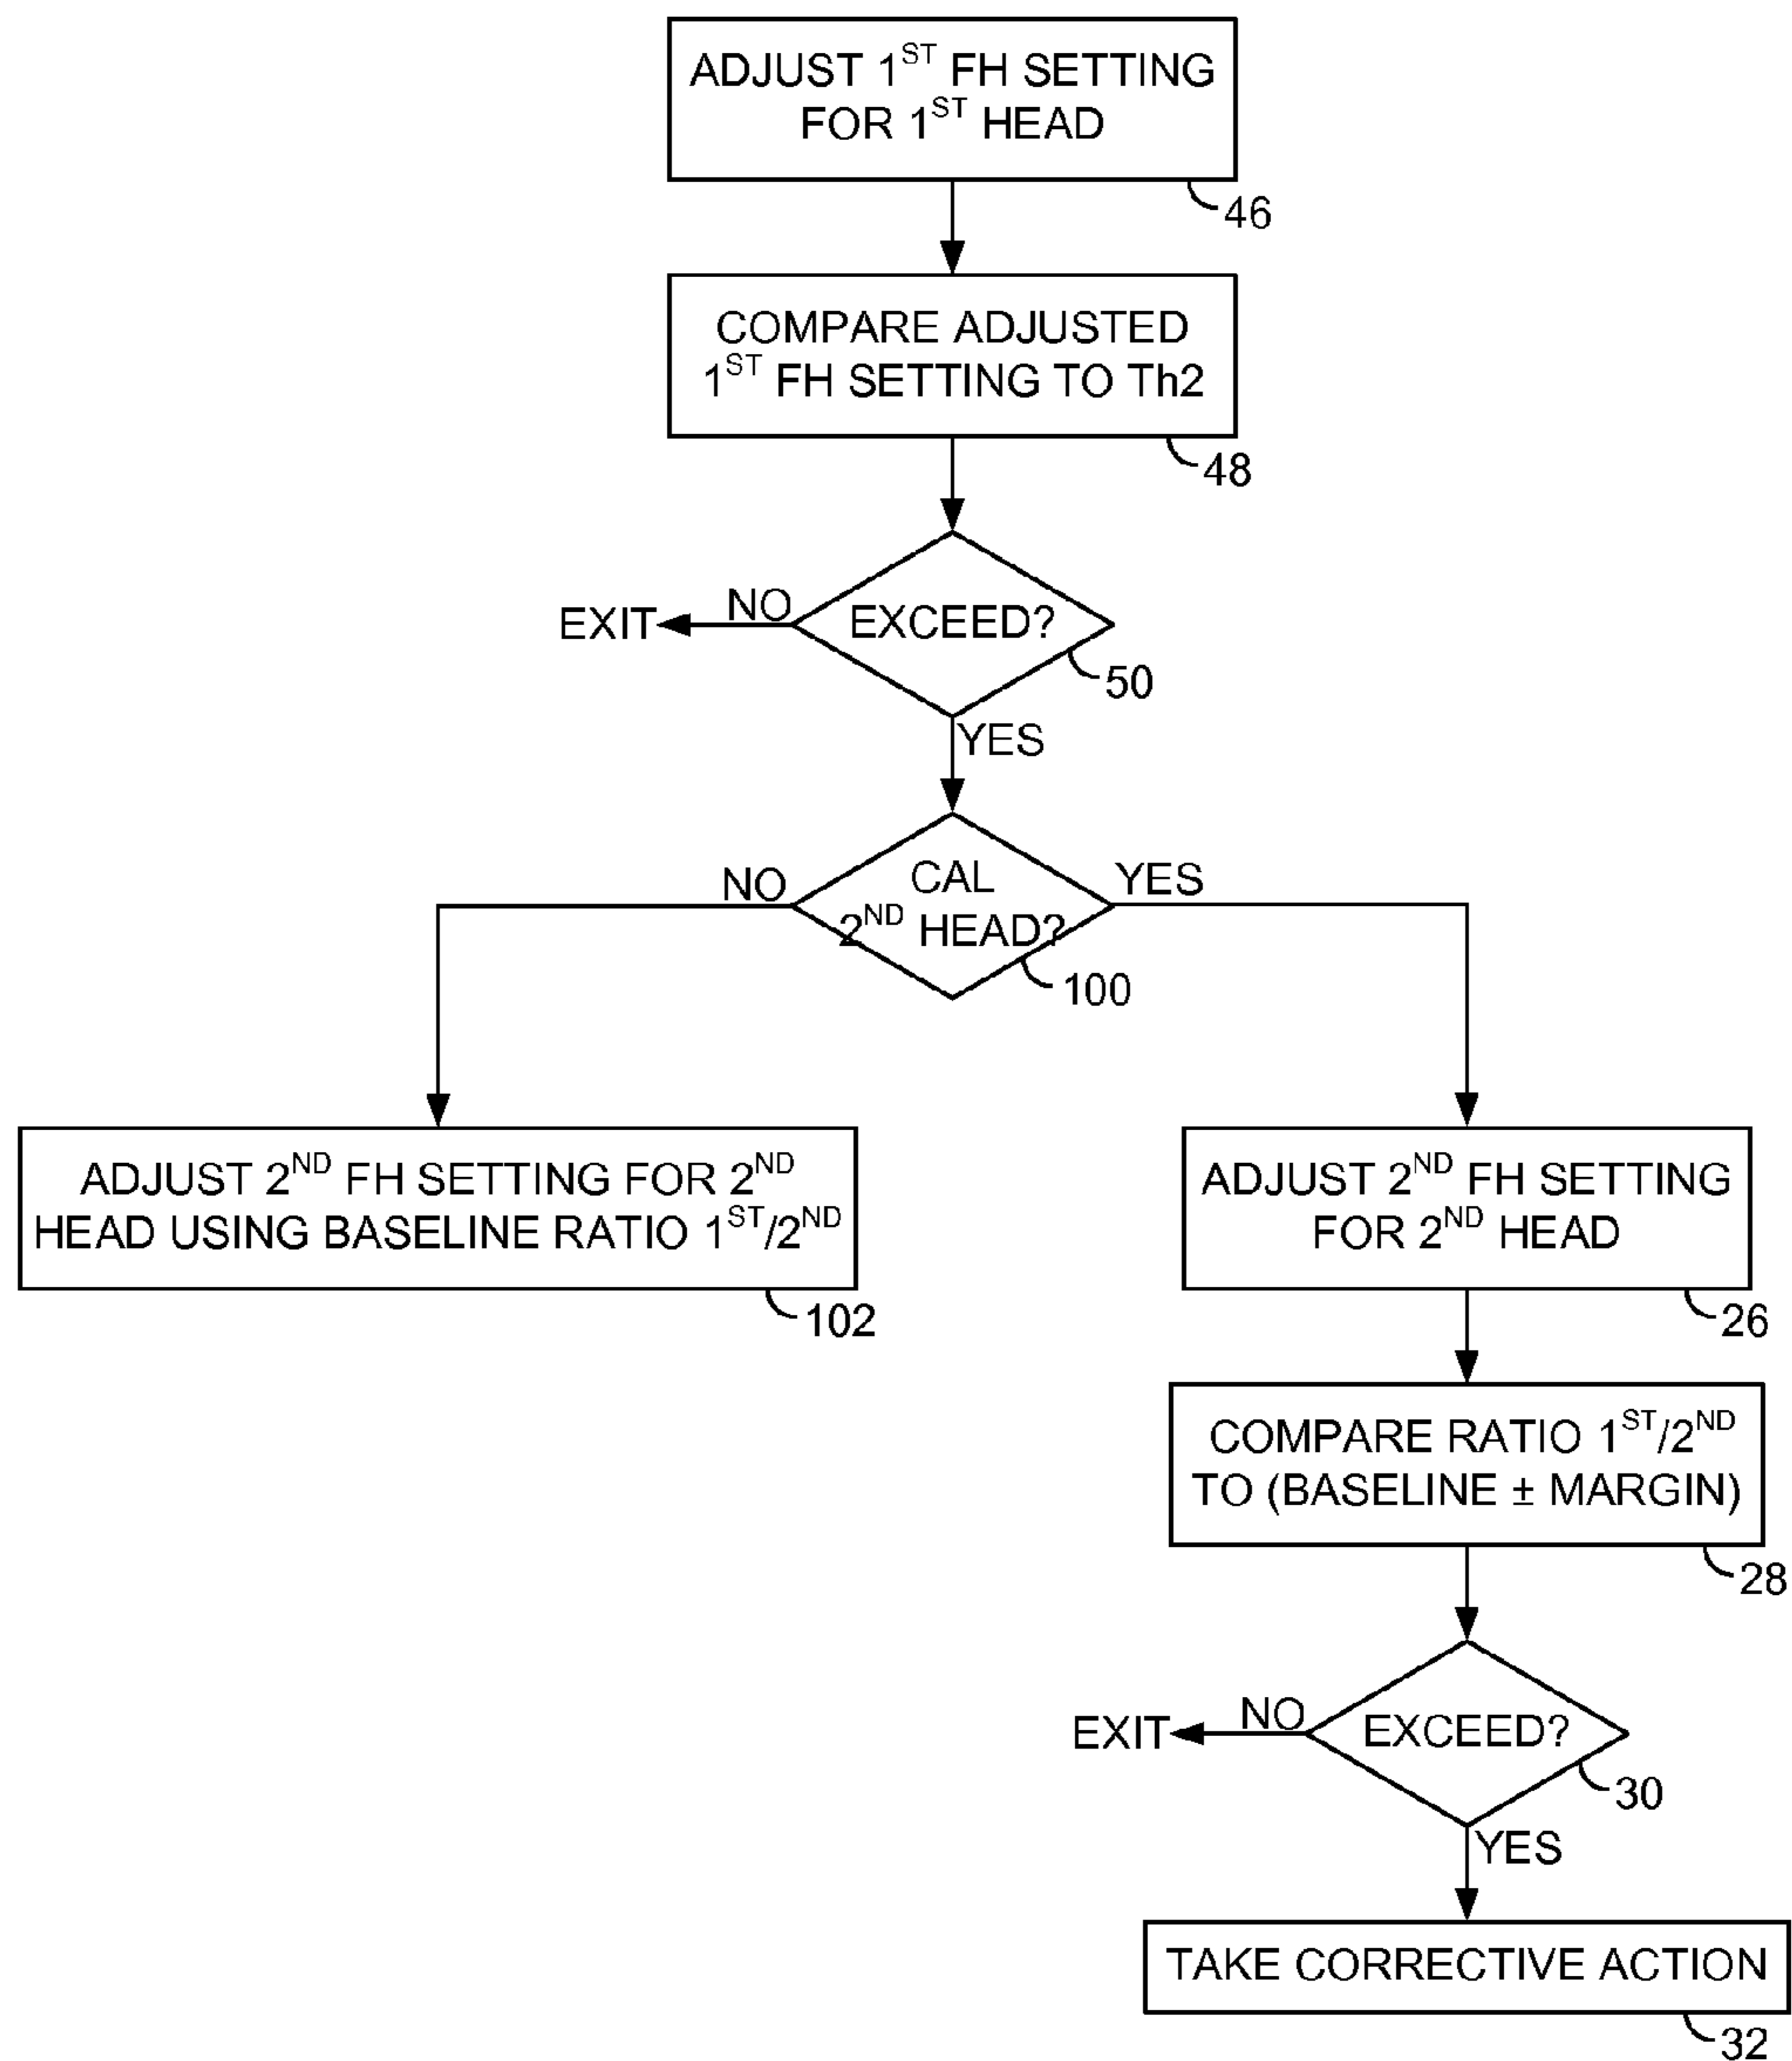 ADJUST 1ST FH SETTING
FOR 1ST HEAD
46
COMPARE ADJUSTED
1ST FH SETTING TO Th2
48
EXIT
NO
EXCEED?
50
YES
NO
CAL
2ND HEAD?
YES
100
ADJUST 2ND FH SETTING FOR 2ND
HEAD USING BASELINE RATIO 1ST/2ND
102
ADJUST 2ND FH SETTING
FOR 2ND HEAD
26
COMPARE RATIO 1ST/2ND
TO (BASELINE ± MARGIN)
28
EXIT
NO
EXCEED?
30
YES
TAKE CORRECTIVE ACTION
32